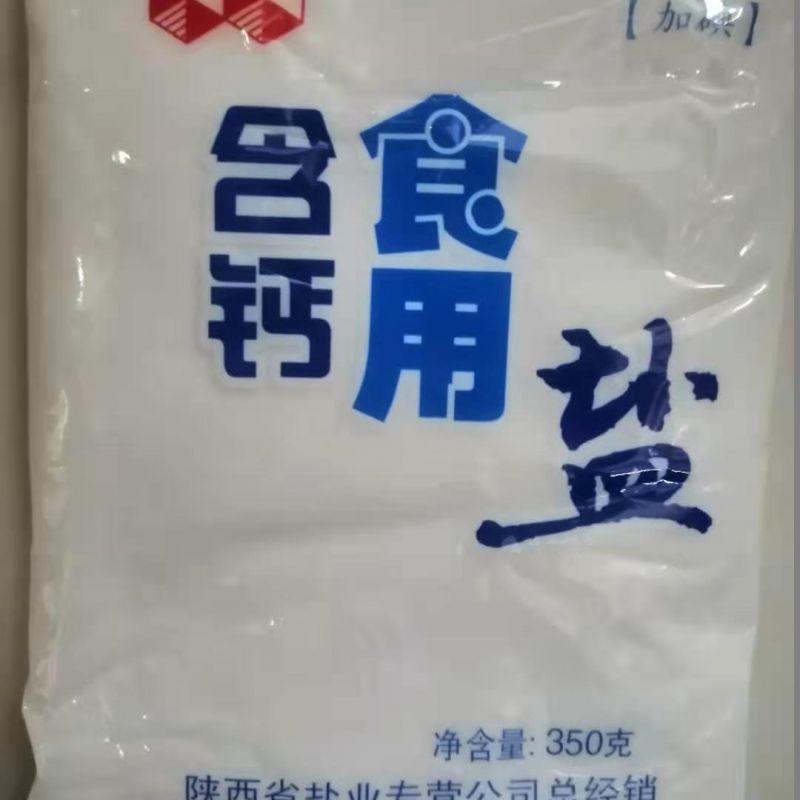 【加碘】
含钙
食用
盐
净含量: 350克
陕西省盐业专营公司总经销